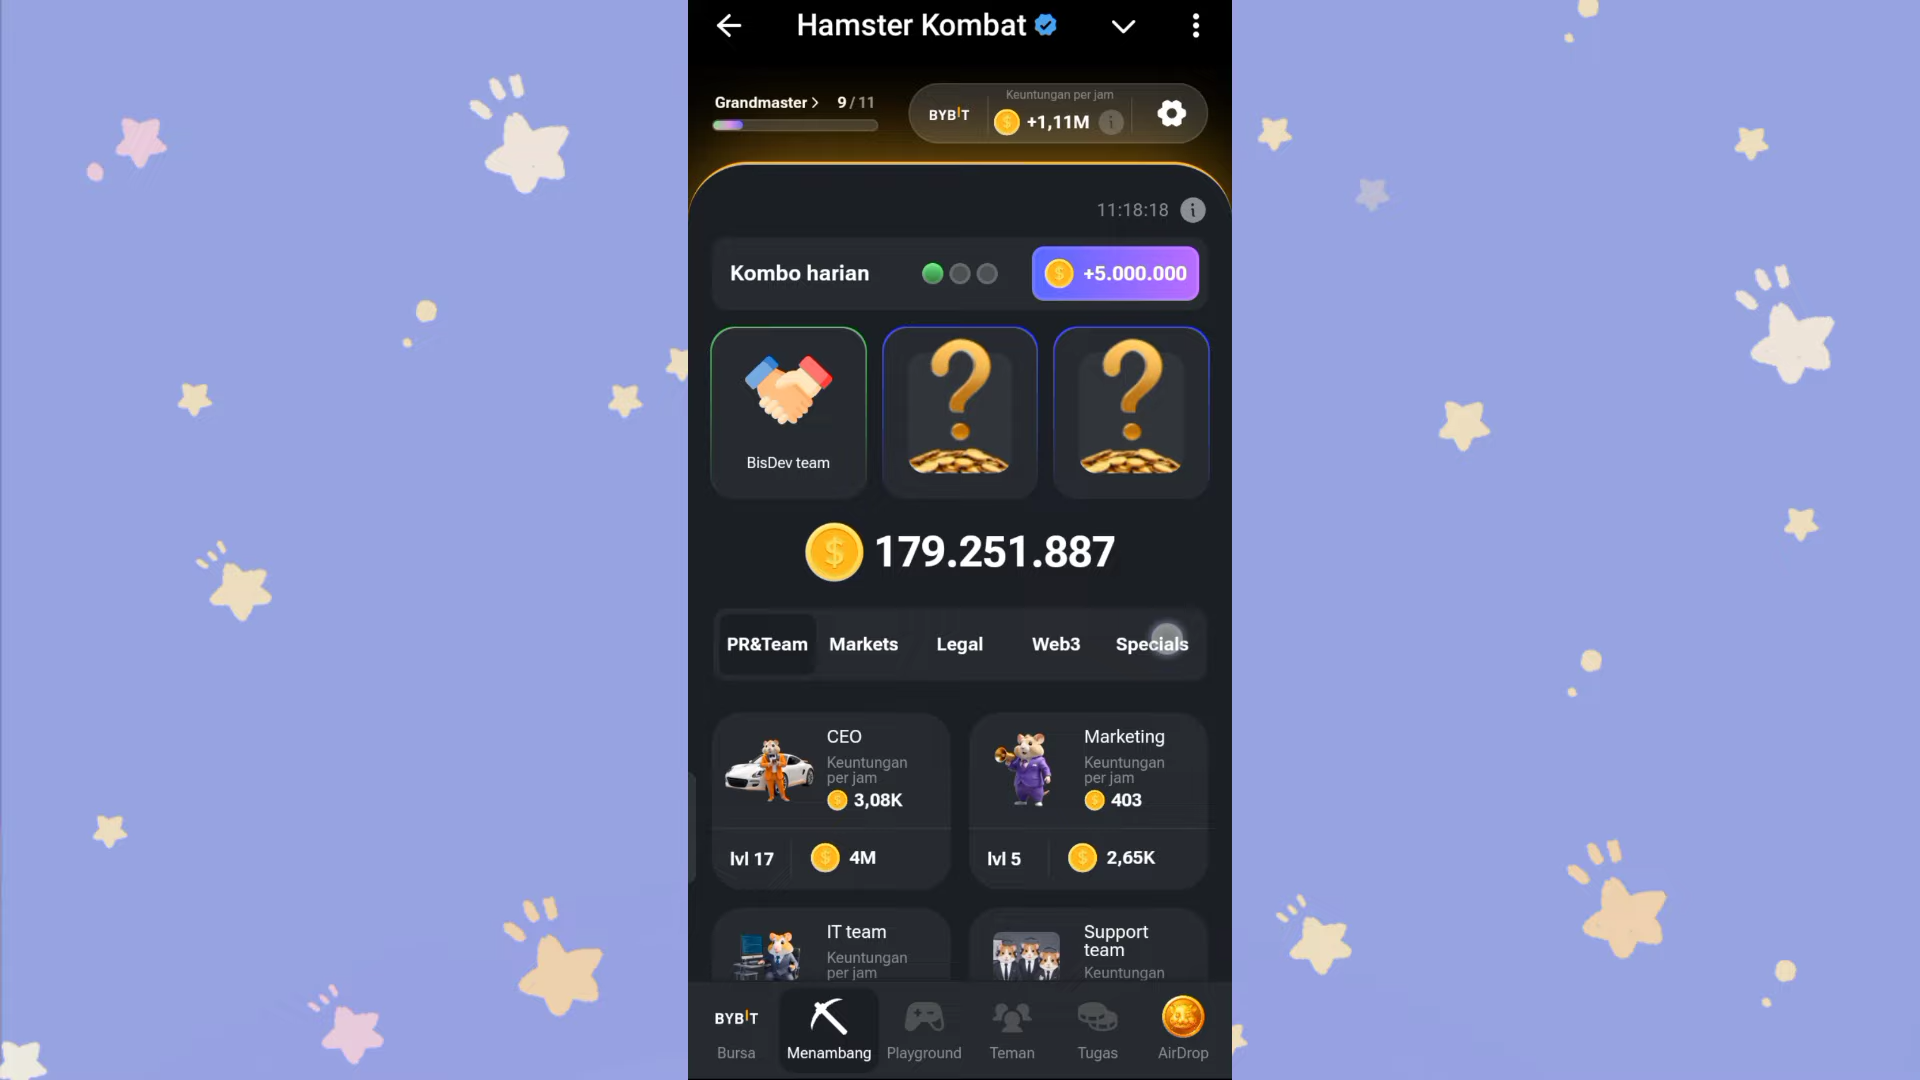 Hamster Kombat
Grandmaster > 9/11
BYBIT
Keuntungan per jam
+1,11M
11:18:18
Kombo harian
+5.000.000
BisDev team
179.251.887
PR&Team Markets Legal Web3 Specials
CEO
Keuntungan
per jam
3,08K
lvl 17
4M
Marketing
Keuntungan
per jam
403
lvl 5
2,65K
IT team
Keuntungan
per jam
Support
team
Keuntungan
BYBIT
Bursa Menambang Playground Teman Tugas AirDrop